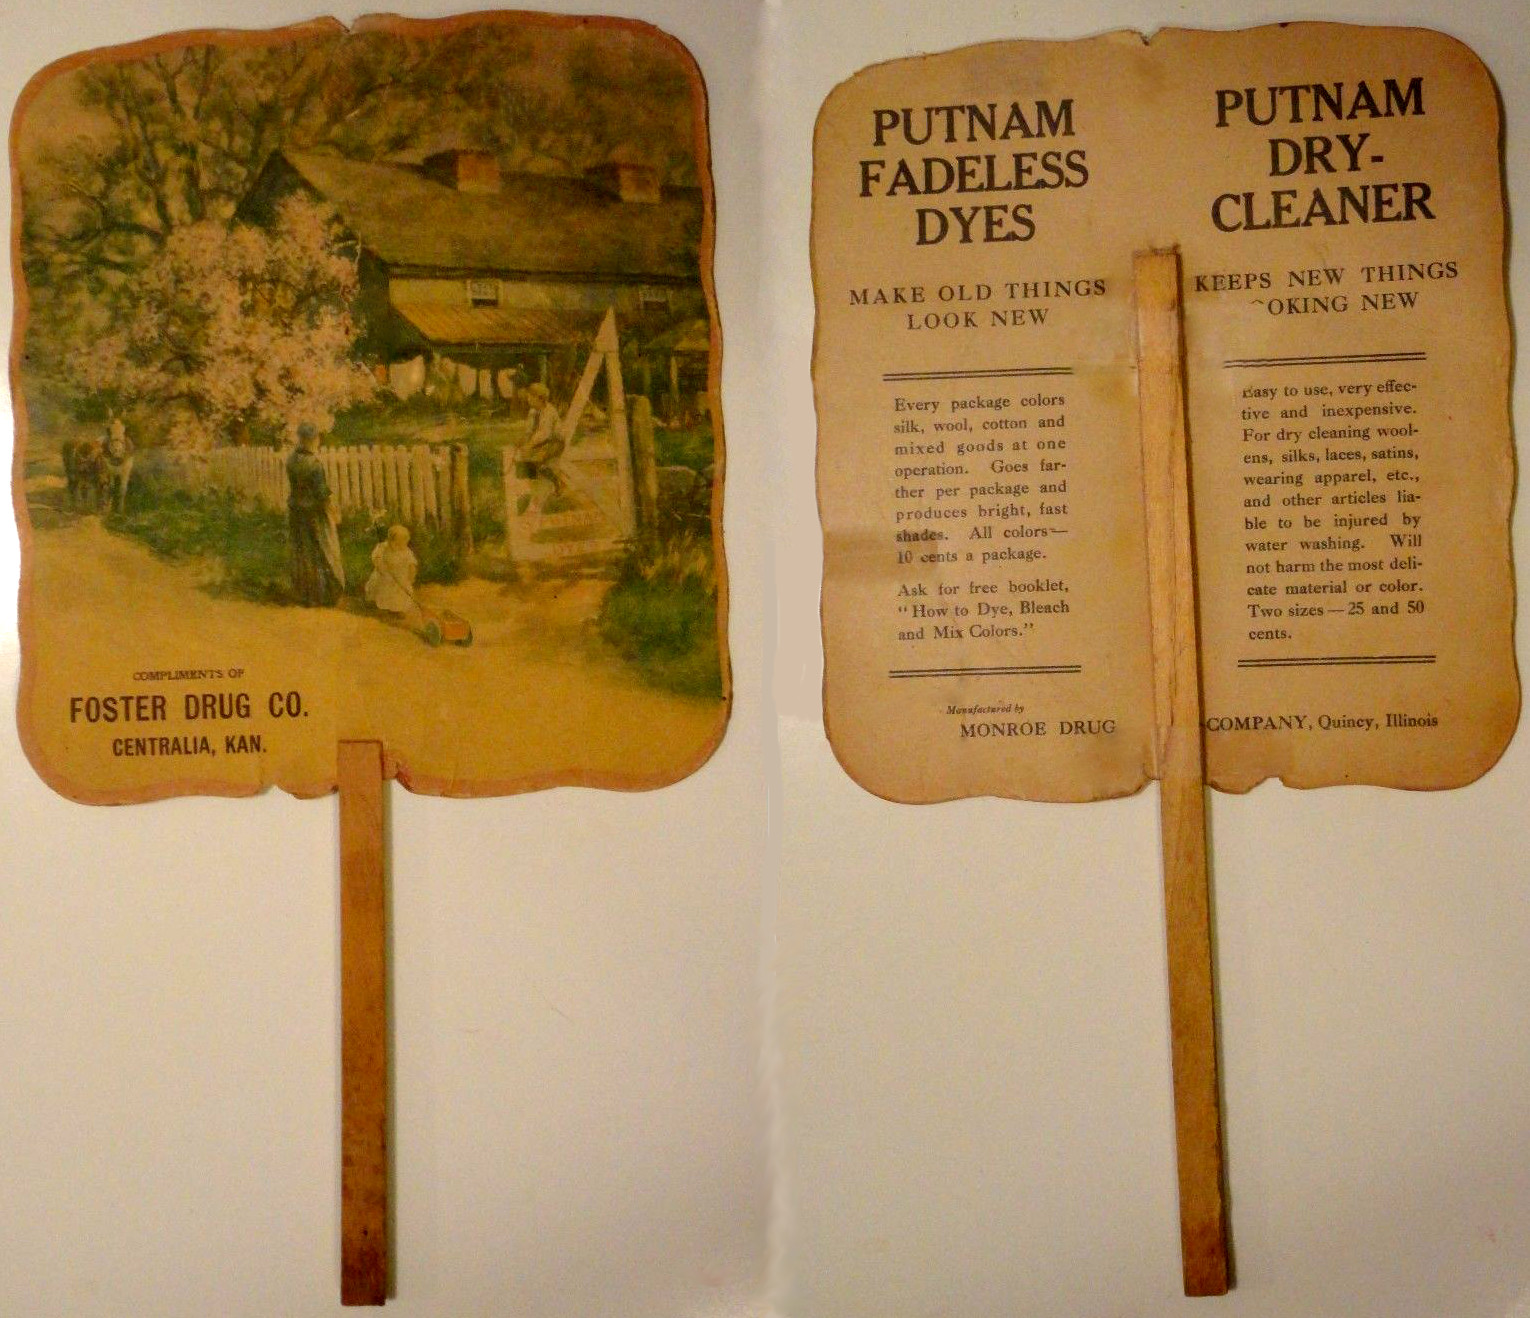 COMPLIMENTS OF
FOSTER DRUG CO.
CENTRALIA, KAN.
PUTNAM
FADELESS
DYES
MAKE OLD THINGS
LOOK NEW
Every package colors
silk, wool, cotton and
mixed goods at one
operation. Goes far-
ther per package and
produces bright, fast
shades. All colors—
10 cents a package.
Ask for free booklet,
"How to Dye, Bleach
and Mix Colors."
PUTNAM
DRY-
CLEANER
KEEPS NEW THINGS
OKING NEW
Easy to use, very effec-
tive and inexpensive.
For dry cleaning wool-
ens, silks, laces, satins,
wearing apparel, etc.,
and other articles lia-
ble to be injured by
water washing. Will
not harm the most deli-
cate material or color.
Two sizes—25 and 50
cents.
Manufactured by
MONROE DRUG COMPANY, Quincy, Illinois